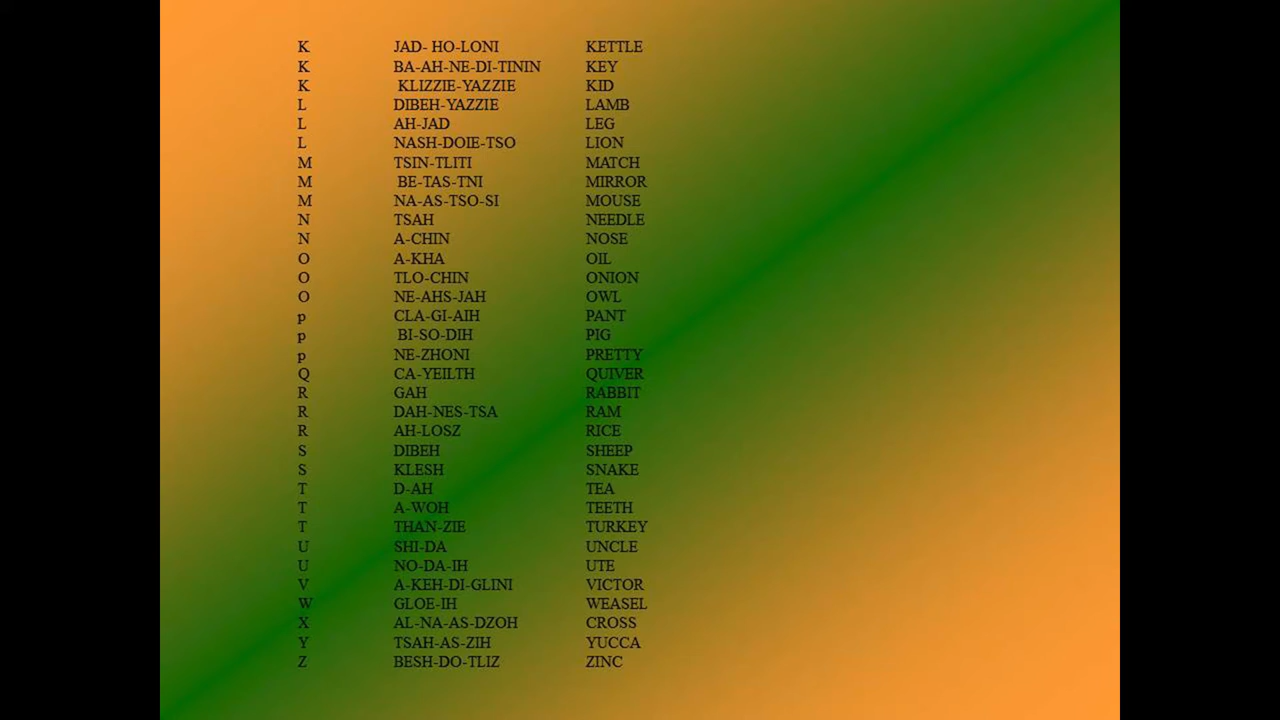 K JAD- HO-LONI KETTLE
K BA-AH-NE-DI-TININ KEY
K KLIZZIE-YAZZIE KID
L DIBEH-YAZZIE LAMB
L AH-JAD LEG
L NASH-DOIE-TSO LION
M TSIN-TLITI MATCH
M BE-TAS-TNI MIRROR
M NA-AS-TSO-SI MOUSE
N TSAH NEEDLE
N A-CHIN NOSE
O A-KHA OIL
O TLO-CHIN ONION
O NE-AHS-JAH OWL
p CLA-GI-AIH PANT
p BI-SO-DIH PIG
p NE-ZHONI PRETTY
Q CA-YEILTH QUIVER
R GAH RABBIT
R DAH-NES-TSA RAM
R AH-LOSZ RICE
S DIBEH SHEEP
S KLESH SNAKE
T D-AH TEA
T A-WOH TEETH
T THAN-ZIE TURKEY
U SHI-DA UNCLE
U NO-DA-IH UTE
V A-KEH-DI-GLINI VICTOR
W GLOE-IH WEASEL
X AL-NA-AS-DZOH CROSS
Y TSAH-AS-ZIH YUCCA
Z BESH-DO-TLIZ ZINC